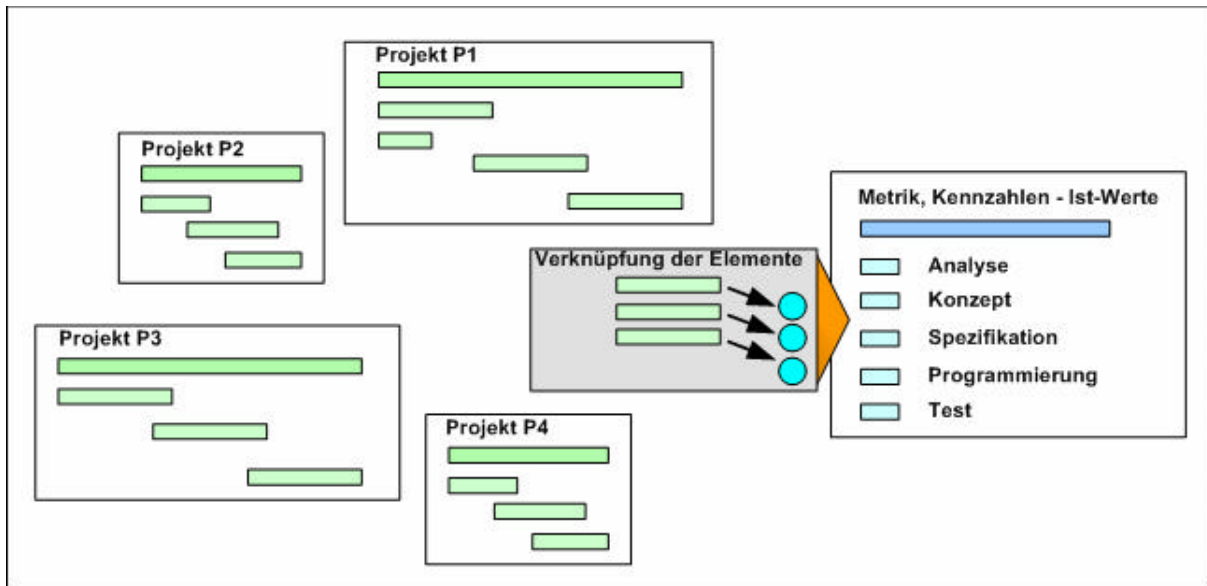 Projekt P1
Projekt P2
Metrik, Kennzahlen - Ist-Werte
Verknüpfung der Elemente
Analyse
Konzept
Projekt P3
Spezifikation
Programmierung
Test
Projekt P4